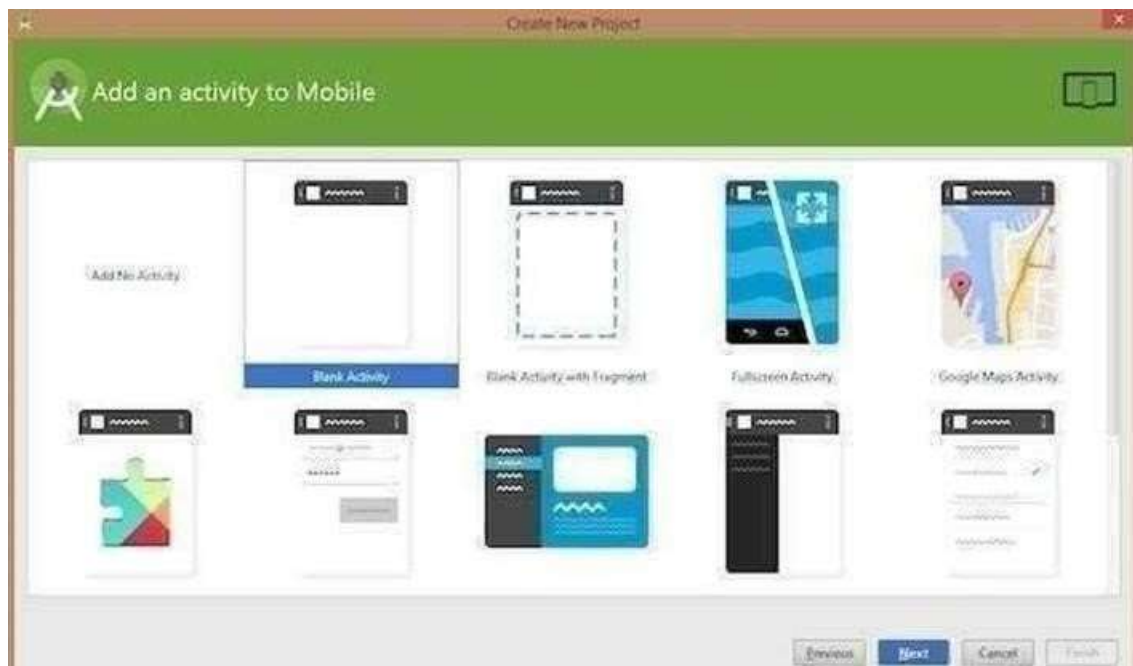 Create New Project
Add an activity to Mobile
Add No Activity
Blank Activity
Blank Activity with Fragment
Fullscreen Activity
Google Maps Activity
Previous
Next
Cancel
Finish